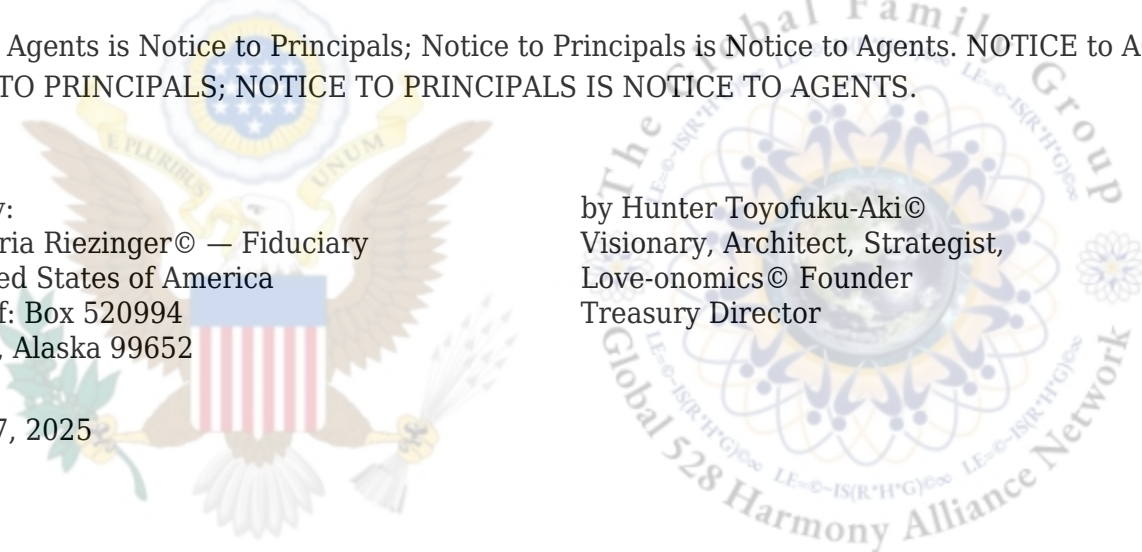 Agents is Notice to Principals; Notice to Principals is Notice to Agents. NOTICE to A
TO PRINCIPALS; NOTICE TO PRINCIPALS IS NOTICE TO AGENTS.
y:
ria Riezinger© — Fiduciary
ed States of America
f: Box 520994
, Alaska 99652
7, 2025
by Hunter Toyofuku-Aki©
Visionary, Architect, Strategist,
Love-onomics© Founder
Treasury Director
E PLURIBUS UNUM
The Global Family Group
Global 528 Harmony Alliance Network